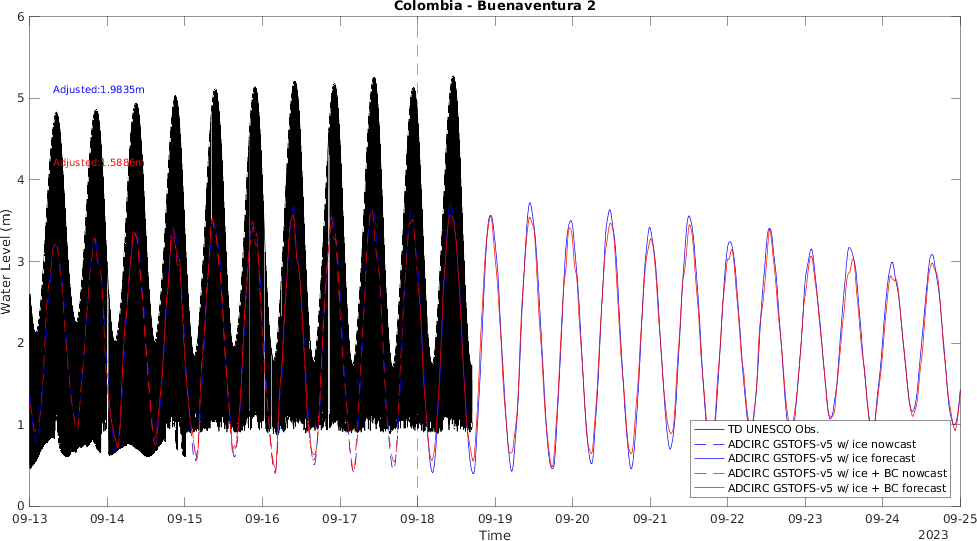 Colombia - Buenaventura 2
6
5
4
3
2
1
0
Water Level (m)
Adjusted:1.9835m
Adjusted:1.5886m
TD UNESCO Obs.
ADCIRC GSTOFS-v5 w/ ice nowcast
ADCIRC GSTOFS-v5 w/ ice forecast
ADCIRC GSTOFS-v5 w/ ice + BC nowcast
ADCIRC GSTOFS-v5 w/ ice + BC forecast
09-13 09-14 09-15 09-16 09-17 09-18 09-19 09-20 09-21 09-22 09-23 09-24 09-25
Time
2023